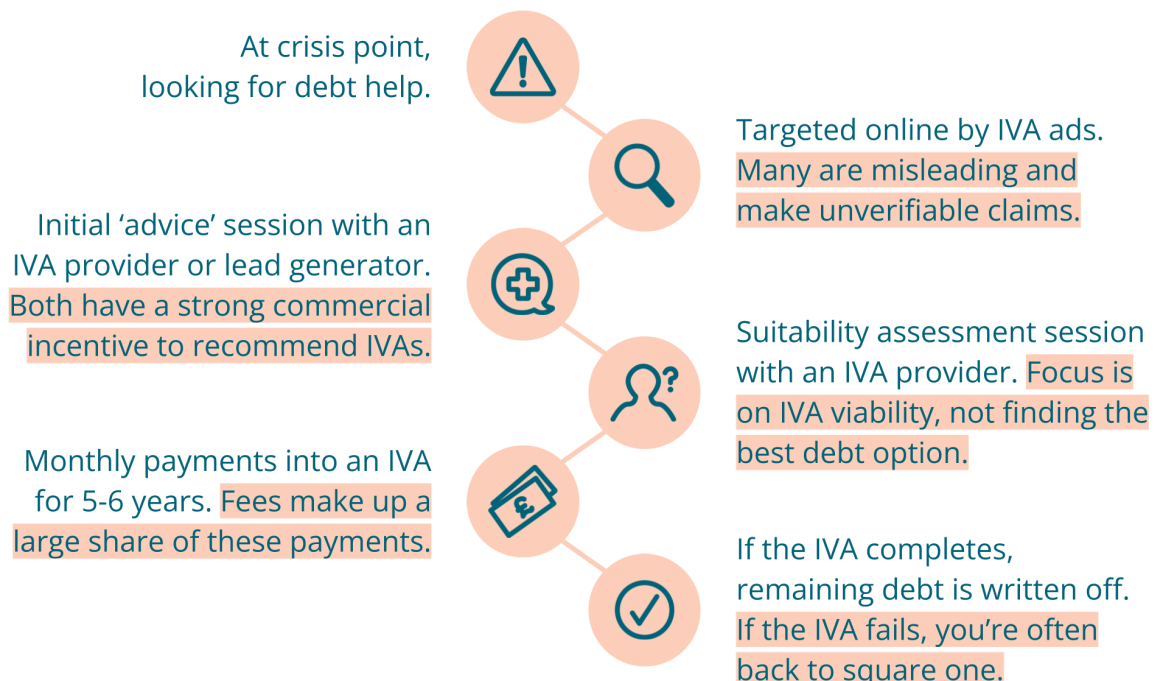 At crisis point,
looking for debt help.
Targeted online by IVA ads.
Many are misleading and
make unverifiable claims.
Initial ‘advice’ session with an
IVA provider or lead generator.
Both have a strong commercial
incentive to recommend IVAs.
Suitability assessment session
with an IVA provider. Focus is
on IVA viability, not finding the
best debt option.
Monthly payments into an IVA
for 5-6 years. Fees make up a
large share of these payments.
£
If the IVA completes,
remaining debt is written off.
If the IVA fails, you’re often
back to square one.